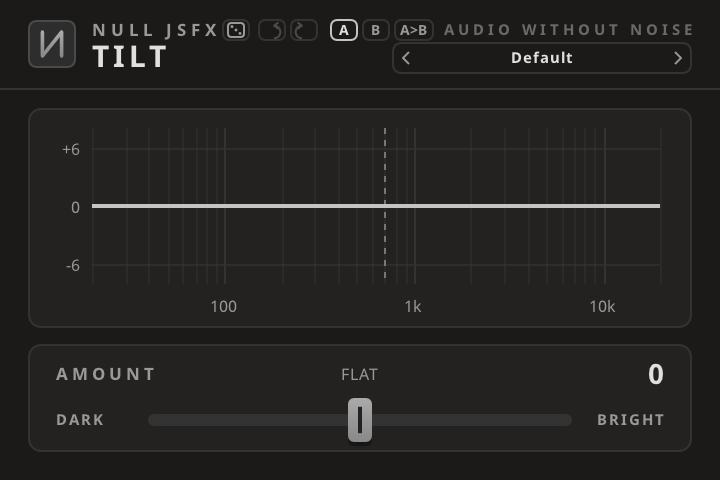 NULL JSFX A B A>B AUDIO WITHOUT NOISE
TILT
Default
+6
0
-6
100 1k 10k
AMOUNT FLAT 0
DARK BRIGHT